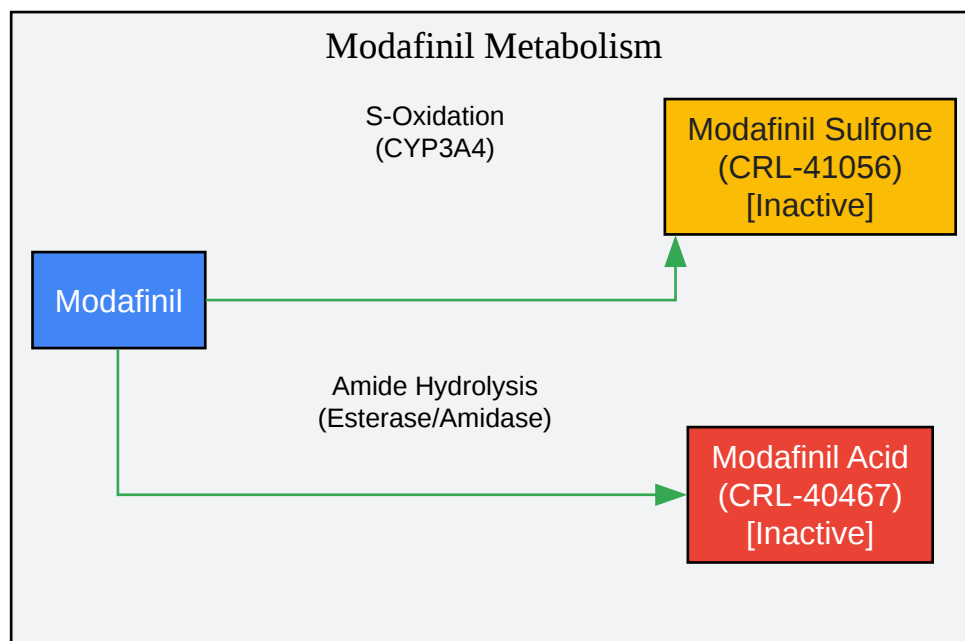 Modafinil Metabolism
S-Oxidation
(CYP3A4)
Modafinil Sulfone
(CRL-41056)
[Inactive]
Modafinil
Amide Hydrolysis
(Esterase/Amidase)
Modafinil Acid
(CRL-40467)
[Inactive]